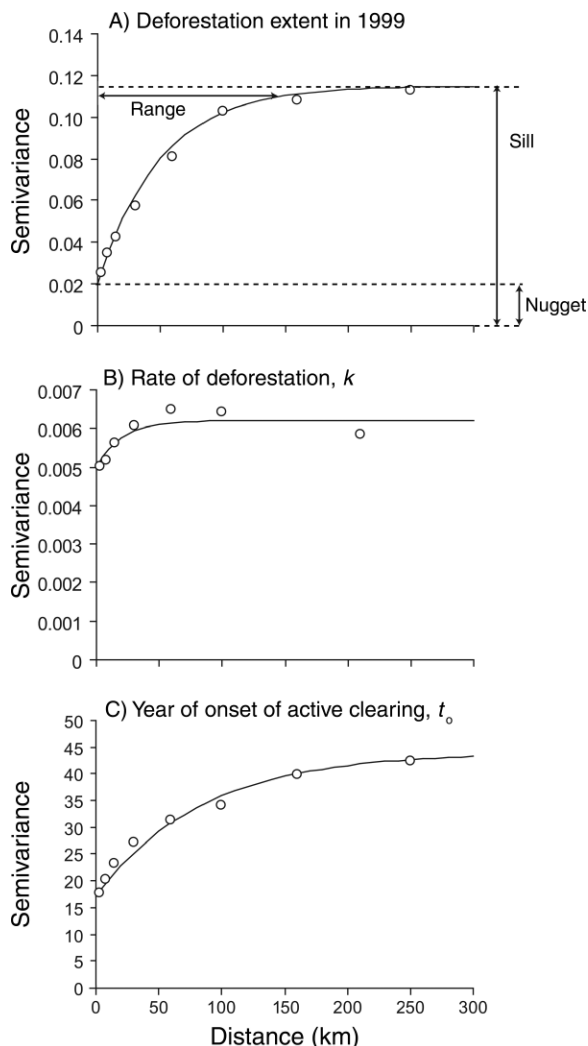 A) Deforestation extent in 1999
0.14
0.12
0.10
0.08
0.06
0.04
0.02
0
Semivariance
Range
Sill
Nugget
B) Rate of deforestation, k
0.007
0.006
0.005
0.004
0.003
0.002
0.001
0
Semivariance
C) Year of onset of active clearing, to
50
45
40
35
30
25
20
15
10
5
0
Semivariance
0 50 100 150 200 250 300
Distance (km)